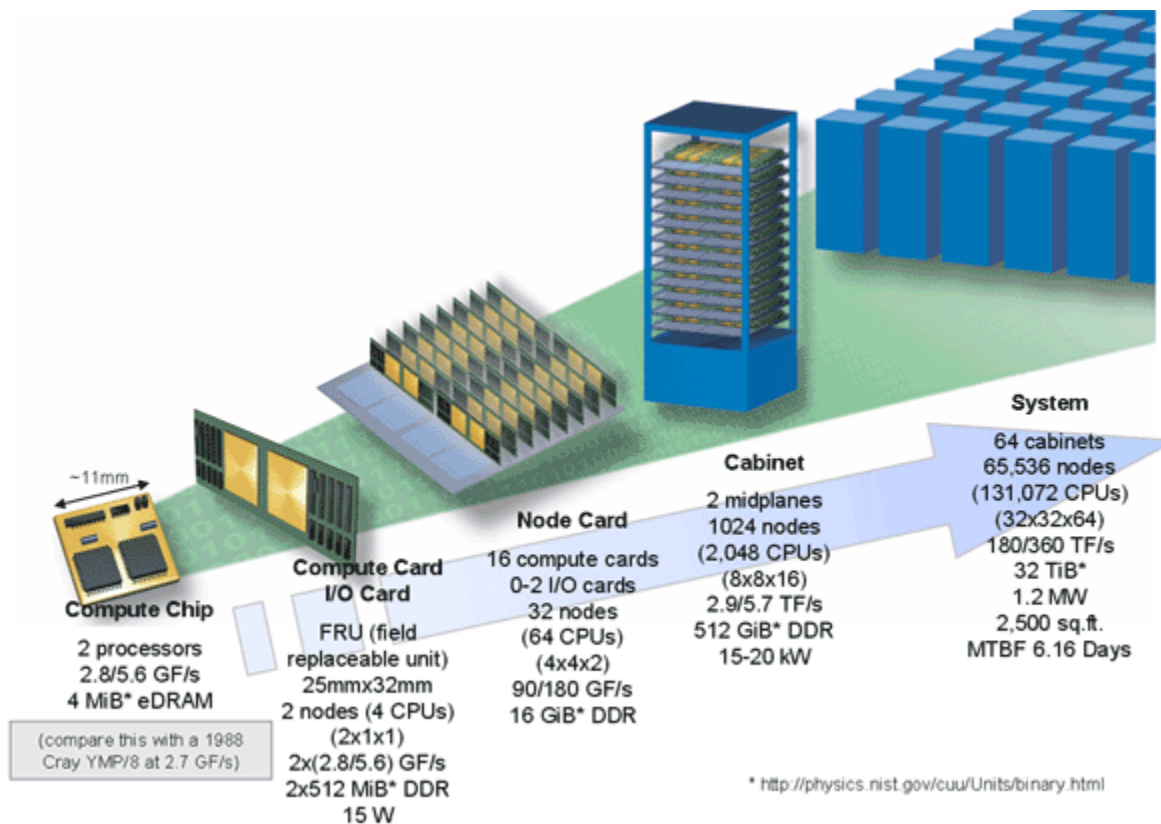 ~11mm
Compute Chip
2 processors
2.8/5.6 GF/s
4 MiB* eDRAM
(compare this with a 1988
Cray YMP/8 at 2.7 GF/s)
Compute Card
I/O Card
FRU (field
replaceable unit)
25mmx32mm
2 nodes (4 CPUs)
(2x1x1)
2x(2.8/5.6) GF/s
2x512 MiB* DDR
15 W
Node Card
16 compute cards
0-2 I/O cards
32 nodes
(64 CPUs)
(4x4x2)
90/180 GF/s
16 GiB* DDR
Cabinet
2 midplanes
1024 nodes
(2,048 CPUs)
(8x8x16)
2.9/5.7 TF/s
512 GiB* DDR
15-20 kW
System
64 cabinets
65,536 nodes
(131,072 CPUs)
(32x32x64)
180/360 TF/s
32 TiB*
1.2 MW
2,500 sq.ft.
MTBF 6.16 Days
* http://physics.nist.gov/cuu/Units/binary.html